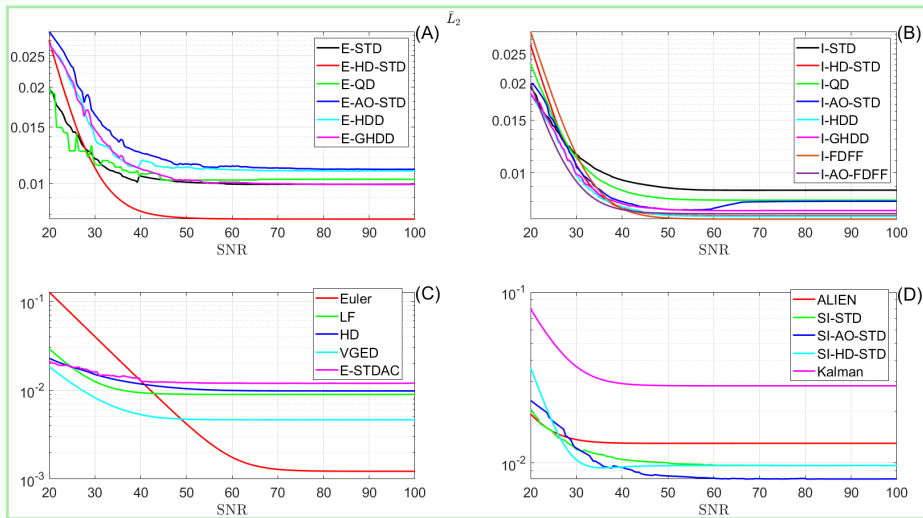 L̄₂
(A)
0.025
0.02
0.015
0.01
E-STD
E-HD-STD
E-QD
E-AO-STD
E-HDD
E-GHDD
20 30 40 50 60 70 80 90 100
SNR
(B)
0.025
0.02
0.015
0.01
I-STD
I-HD-STD
I-QD
I-AO-STD
I-HDD
I-GHDD
I-FDFF
I-AO-FDFF
20 30 40 50 60 70 80 90 100
SNR
(C)
10⁻¹
10⁻²
10⁻³
Euler
LF
HD
VGED
E-STDAC
20 30 40 50 60 70 80 90 100
SNR
(D)
10⁻¹
10⁻²
ALIEN
SI-STD
SI-AO-STD
SI-HD-STD
Kalman
20 30 40 50 60 70 80 90 100
SNR